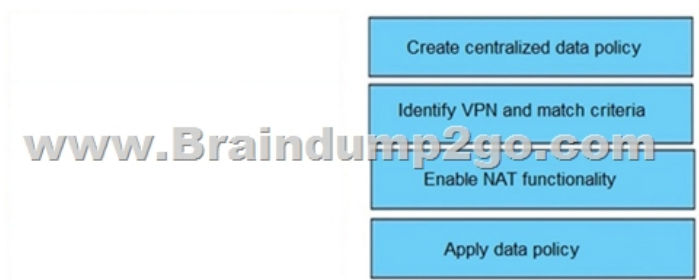 Create centralized data policy
Identify VPN and match criteria
www.Braindump2go.com
Enable NAT functionality
Apply data policy